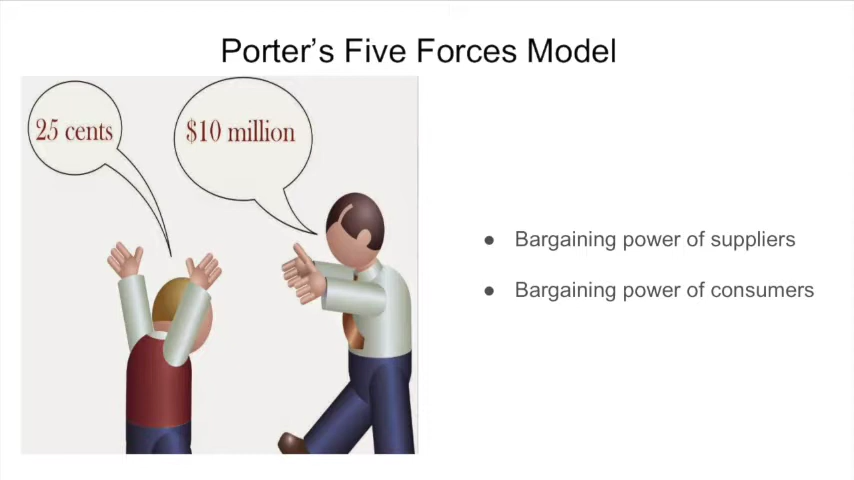 Porter’s Five Forces Model
25 cents
$10 million
● Bargaining power of suppliers
● Bargaining power of consumers